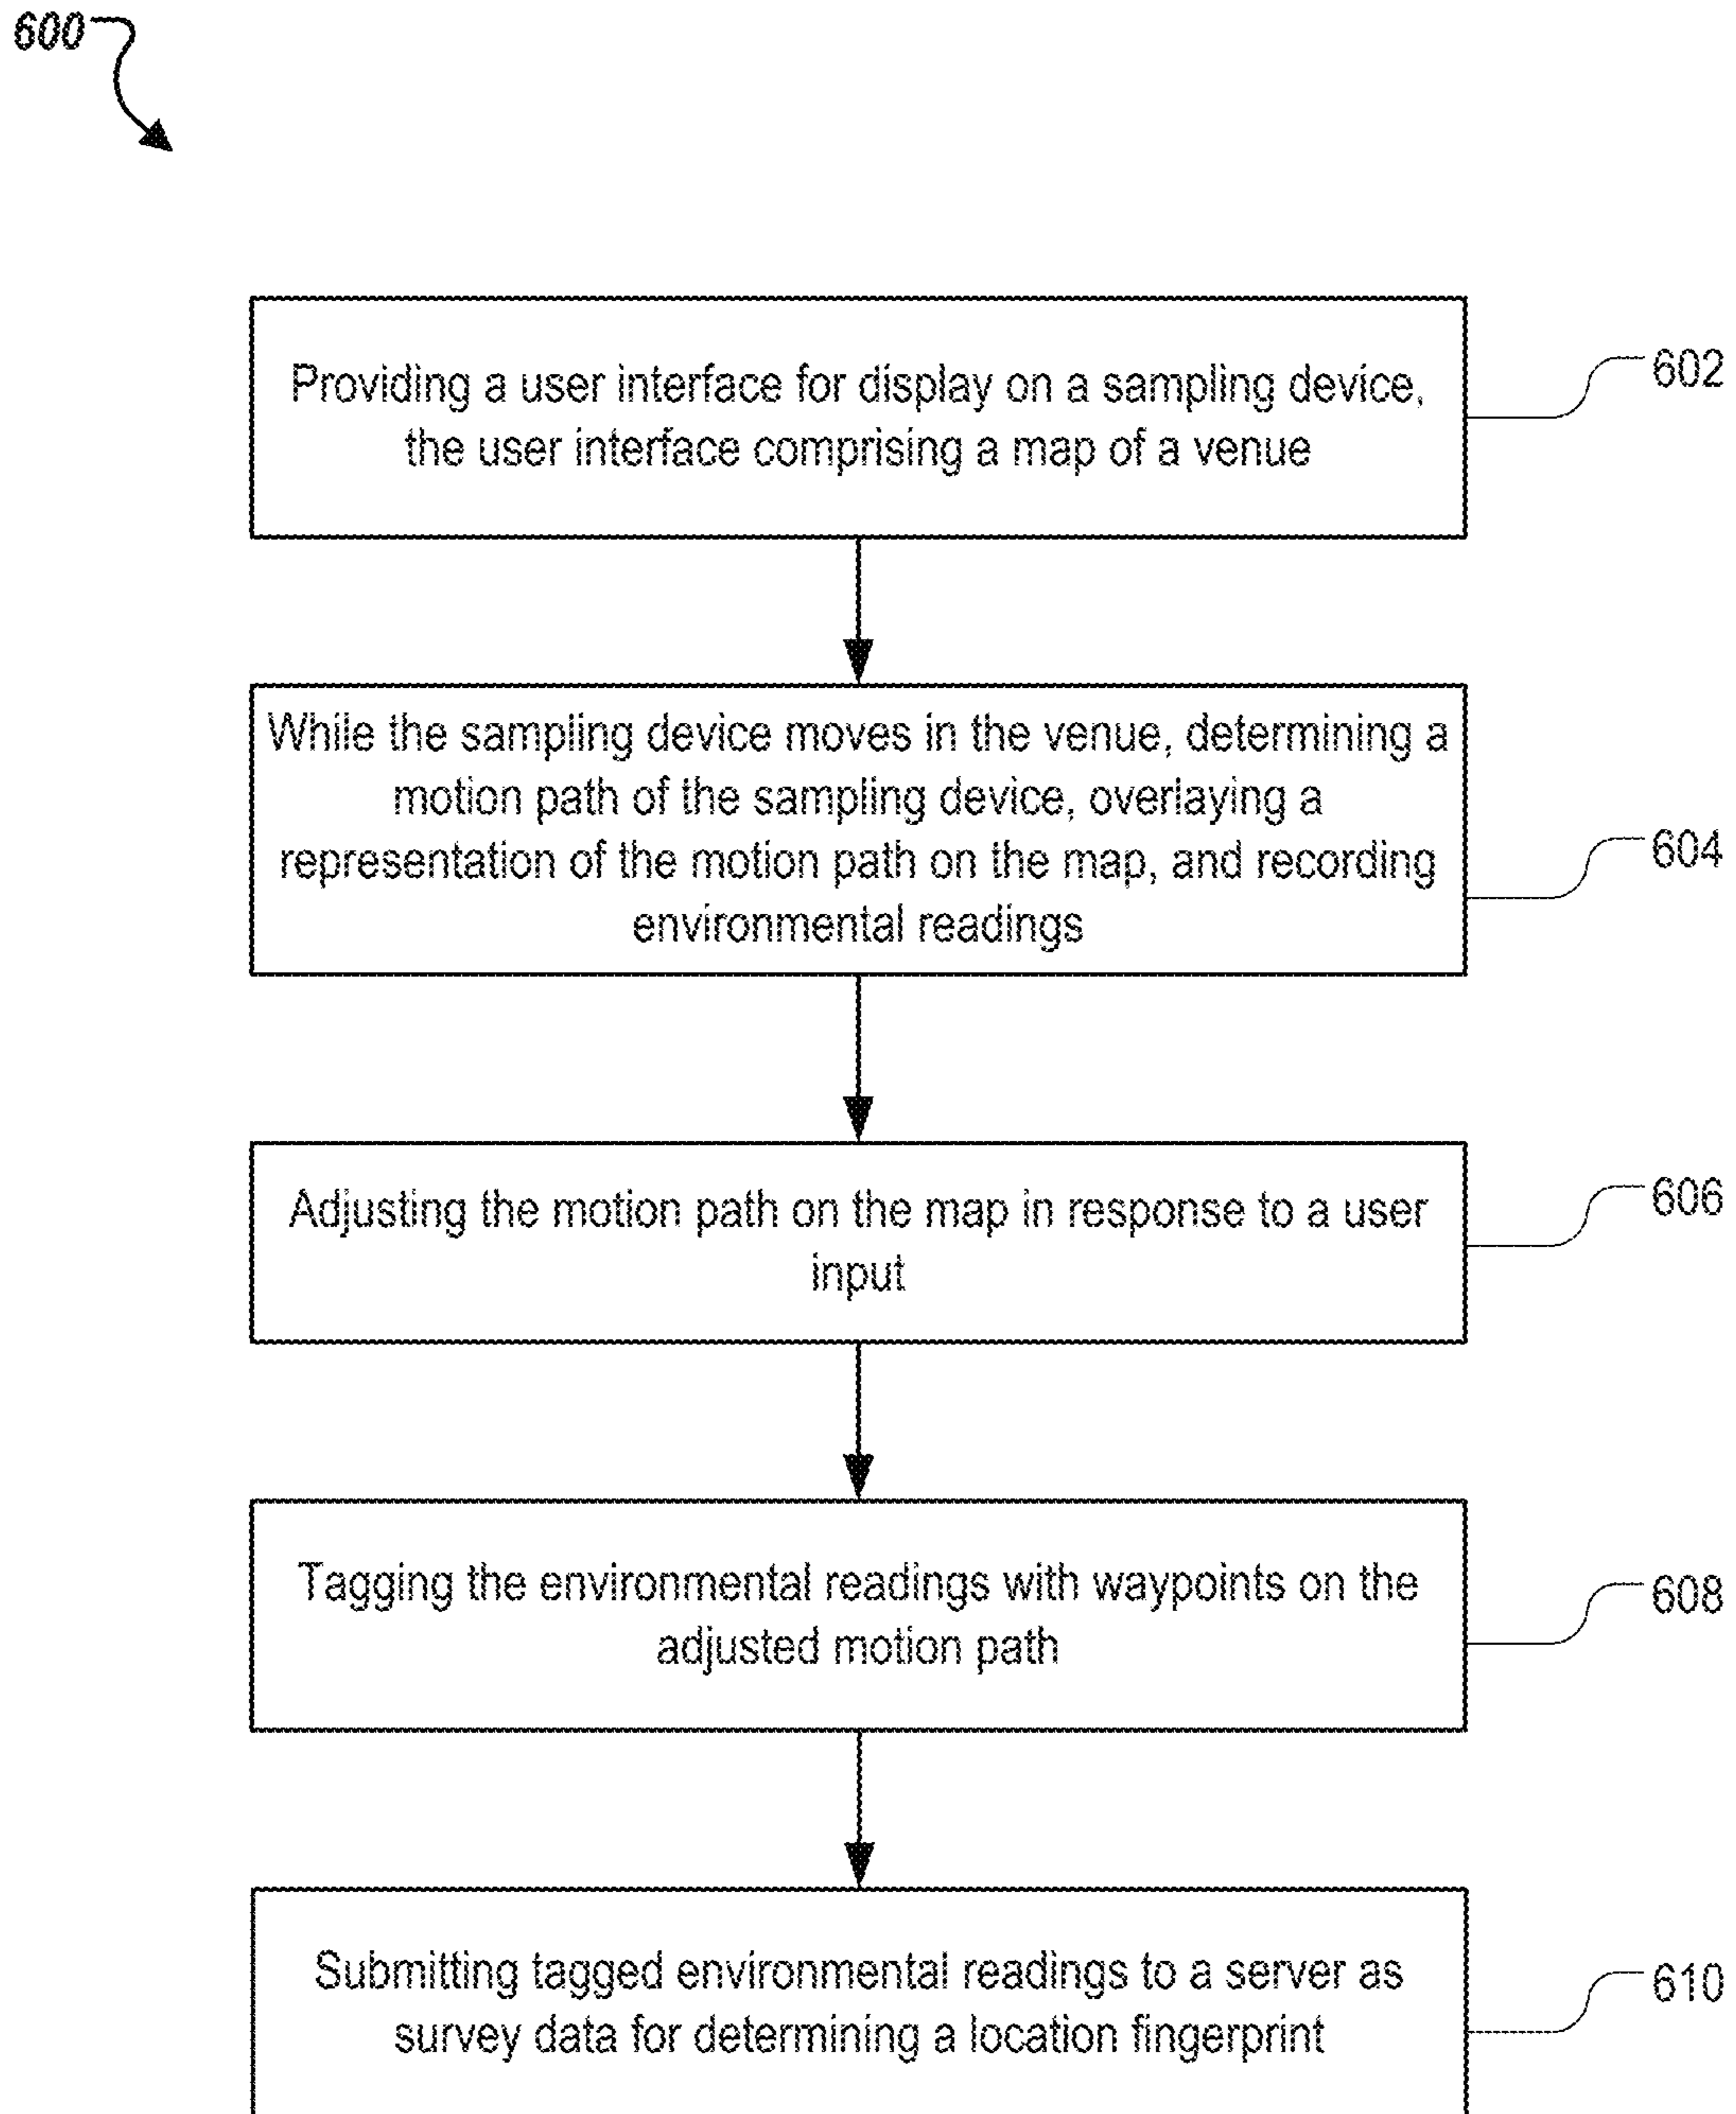 600
Providing a user interface for display on a sampling device,
the user interface comprising a map of a venue
602
While the sampling device moves in the venue, determining a
motion path of the sampling device, overlaying a
representation of the motion path on the map, and recording
environmental readings
604
Adjusting the motion path on the map in response to a user
input
606
Tagging the environmental readings with waypoints on the
adjusted motion path
608
Submitting tagged environmental readings to a server as
survey data for determining a location fingerprint
610